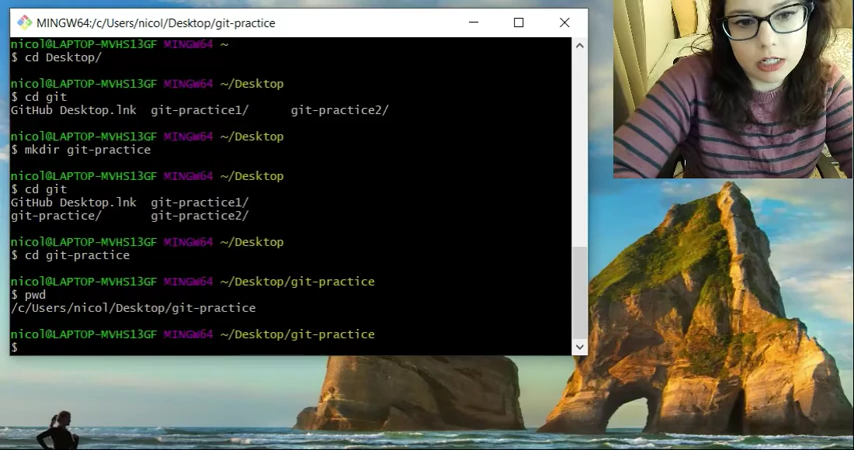 MINGW64:/c/Users/nicol/Desktop/git-practice
nicol@LAPTOP-MVHS13GF MINGW64 ~
$ cd Desktop/
nicol@LAPTOP-MVHS13GF MINGW64 ~/Desktop
$ cd git
GitHub Desktop.lnk  git-practice1/      git-practice2/
nicol@LAPTOP-MVHS13GF MINGW64 ~/Desktop
$ mkdir git-practice
nicol@LAPTOP-MVHS13GF MINGW64 ~/Desktop
$ cd git
GitHub Desktop.lnk  git-practice1/
git-practice/       git-practice2/
nicol@LAPTOP-MVHS13GF MINGW64 ~/Desktop
$ cd git-practice
nicol@LAPTOP-MVHS13GF MINGW64 ~/Desktop/git-practice
$ pwd
/c/Users/nicol/Desktop/git-practice
nicol@LAPTOP-MVHS13GF MINGW64 ~/Desktop/git-practice
$